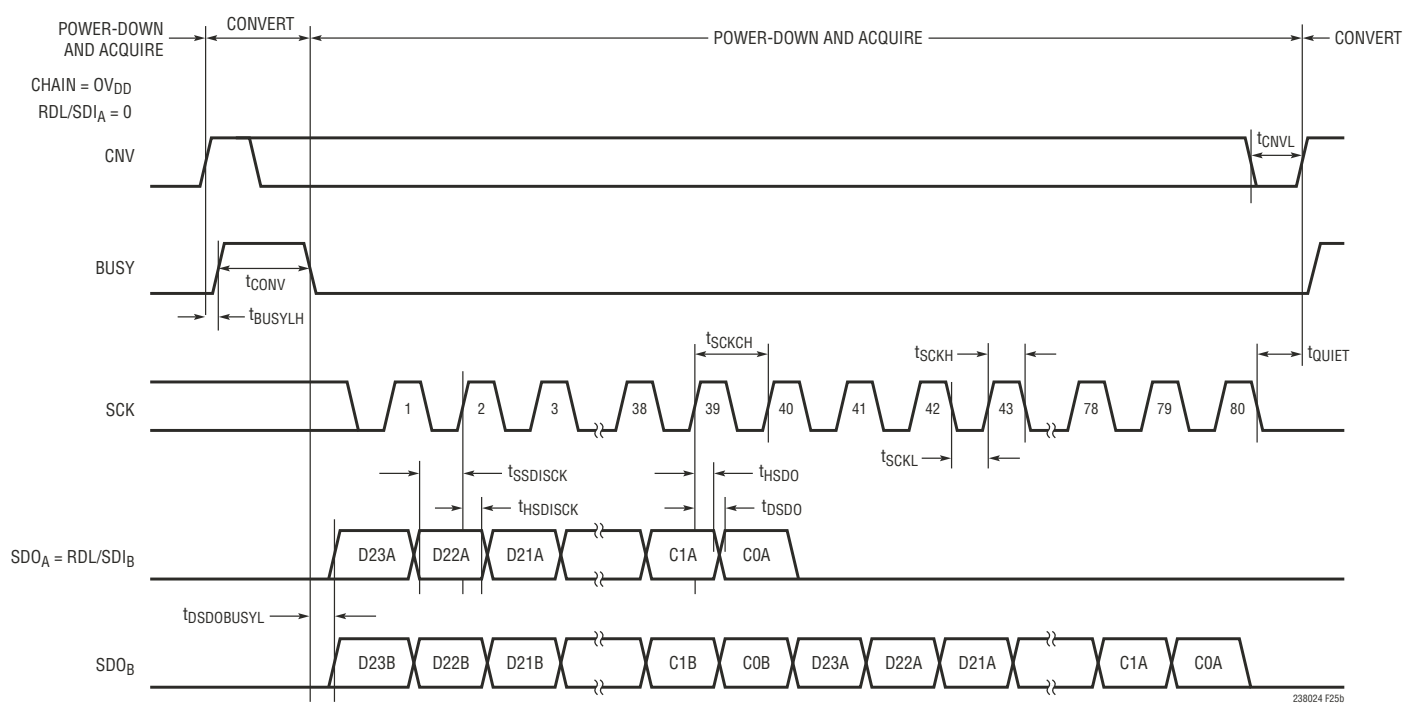 POWER-DOWN
AND ACQUIRE
CONVERT
POWER-DOWN AND ACQUIRE
CONVERT
CHAIN = OVDD
RDL/SDIA = 0
CNV
tCNVL
BUSY
tCONV
tBUSYLH
tSCKCH
tSCKH
tQUIET
SCK
1
2
3
38
39
40
41
42
43
78
79
80
tSCKL
tSSDISCK
tHSDO
tHSDISCK
tDSDO
SDOA = RDL/SDIB
D23A
D22A
D21A
C1A
C0A
tDSDOBUSYL
SDOB
D23B
D22B
D21B
C1B
C0B
D23A
D22A
D21A
C1A
C0A
238024 F25b